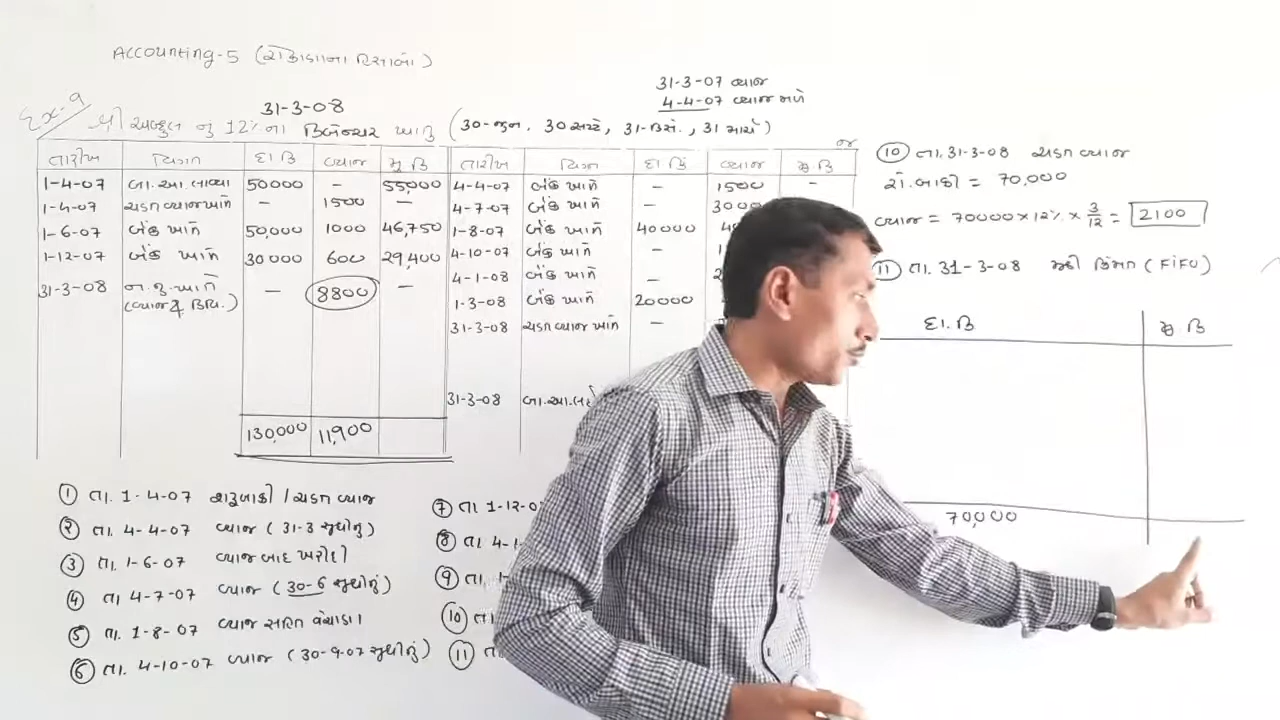 Accounting-5 (રોકાણના હિસાબો)
31-3-07 વ્યાજ
4-4-07 વ્યાજ મળે
Ex-9
31-3-08
શ્રી અબ્દુલ નુ 12% ના ડિબેન્ચર ખાતુ (30-જુન, 30 સપ્ટે, 31-ડિસે., 31 માર્ચ)
તારીખ વિગત દા.કિં વ્યાજ મુ.કિં તારીખ વિગત દા.કિં વ્યાજ મુ.કિં
1-4-07 બા.આ.લાવ્યા 50000 - 55,000 4-4-07 બેંક ખાતે - 1500 -
1-4-07 ચડત વ્યાજ ખાતે - 1500 - 4-7-07 બેંક ખાતે - 3000
1-6-07 બેંક ખાતે 50,000 1000 46,750 1-8-07 બેંક ખાતે 40000
1-12-07 બેંક ખાતે 30000 600 29,400 4-10-07 બેંક ખાતે -
4-1-08 બેંક ખાતે -
31-3-08 ન.નુ.ખાતે - 8800 - 1-3-08 બેંક ખાતે 20000
(વ્યાજ & ડિવિ.)
31-3-08 ચડત વ્યાજ ખાતે -
31-3-08 બા.આ.લઈ
130,000 11,900
① તા. 1-4-07 શરૂબાકી / ચડત વ્યાજ
② તા. 4-4-07 વ્યાજ (31-3 સુધીનું)
③ તા. 1-6-07 વ્યાજ બાદ ખરીદી
④ તા 4-7-07 વ્યાજ (30-6 સુધીનું)
⑤ તા. 1-8-07 વ્યાજ સહિત વેચાણ
⑥ તા. 4-10-07 વ્યાજ (30-9-07 સુધીનું)
⑦ તા 1-12-0
⑧ તા. 4-1
⑨ તા. 1-
⑩ તા
⑪ તા
⑩ તા. 31-3-08 ચડત વ્યાજ
રો.બાકી = 70,000
વ્યાજ = 70000 × 12% × 3/12 = 2100
⑪ તા. 31-3-08 ની કિંમત (FIFO)
દા.કિં મુ.કિં
70,000